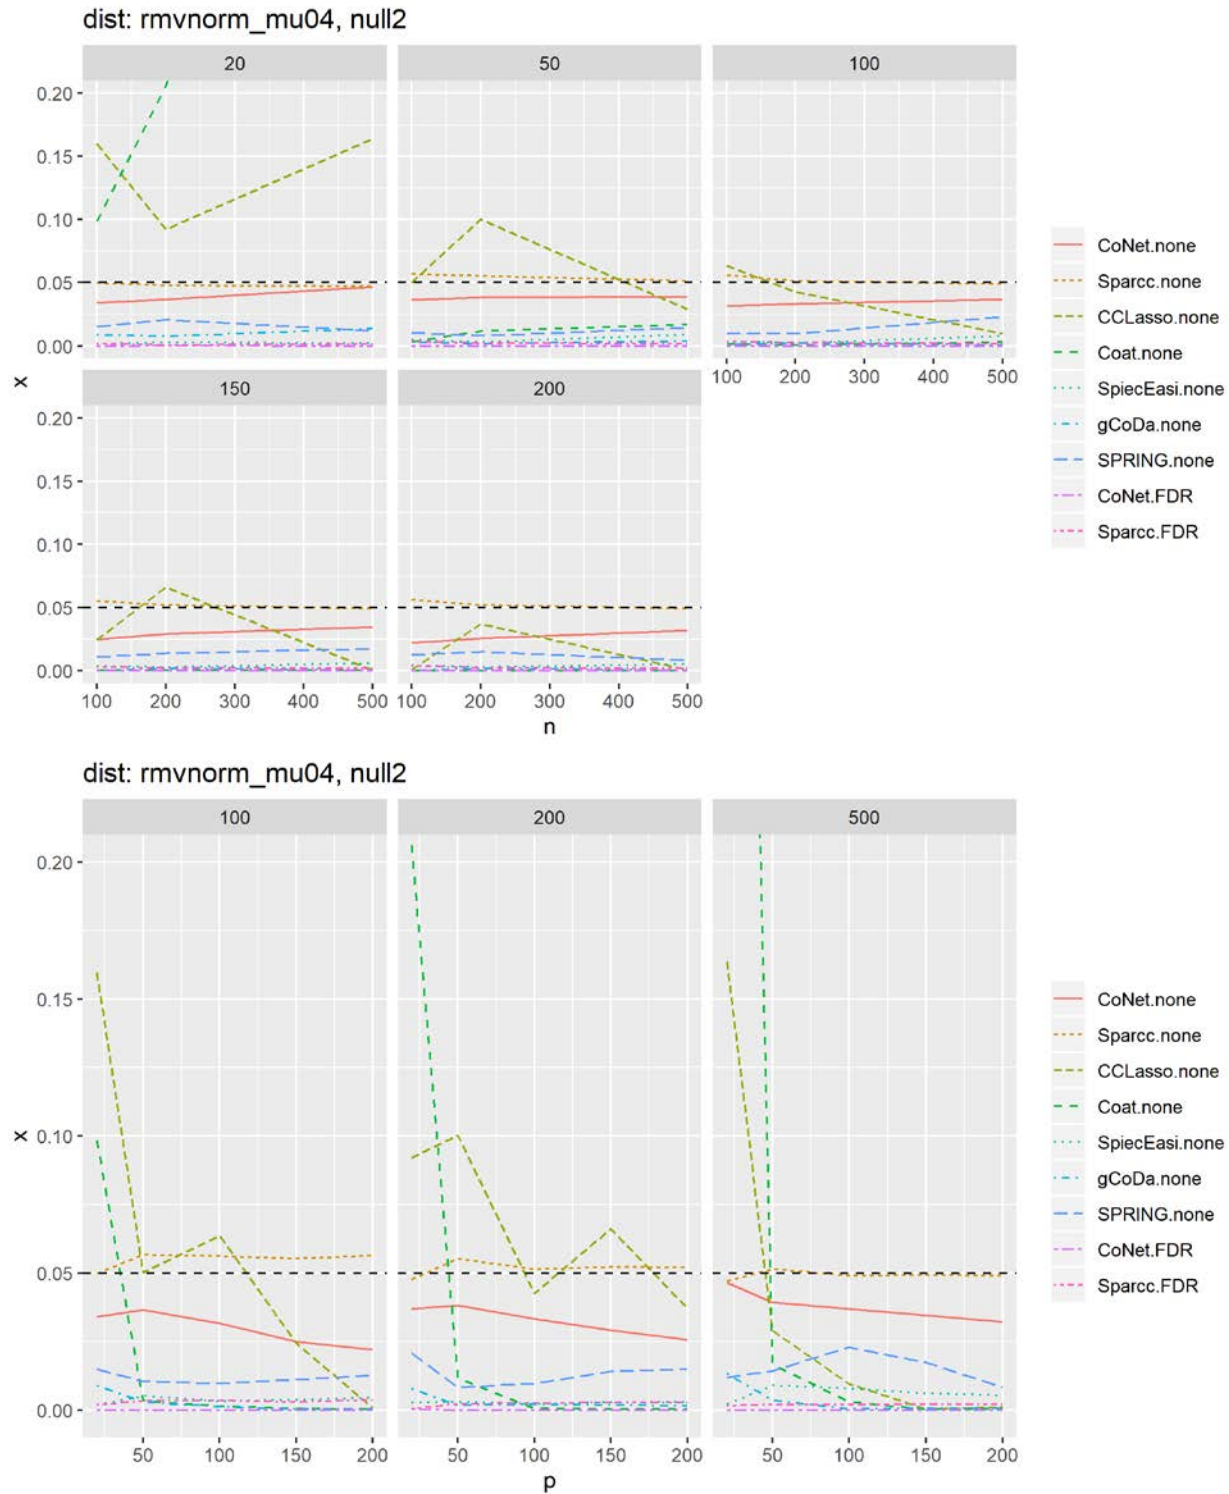 dist: rmvnorm_mu04, null2
20 50 100
0.20
0.15
0.10
0.05
0.00
100 200 300 400 500
x
150 200
0.20
0.15
0.10
0.05
0.00
100 200 300 400 500 100 200 300 400 500
n
CoNet.none
Sparcc.none
CCLasso.none
Coat.none
SpiecEasi.none
gCoDa.none
SPRING.none
CoNet.FDR
Sparcc.FDR
dist: rmvnorm_mu04, null2
100 200 500
0.20
0.15
x 0.10
0.05
0.00
50 100 150 200 50 100 150 200 50 100 150 200
p
CoNet.none
Sparcc.none
CCLasso.none
Coat.none
SpiecEasi.none
gCoDa.none
SPRING.none
CoNet.FDR
Sparcc.FDR